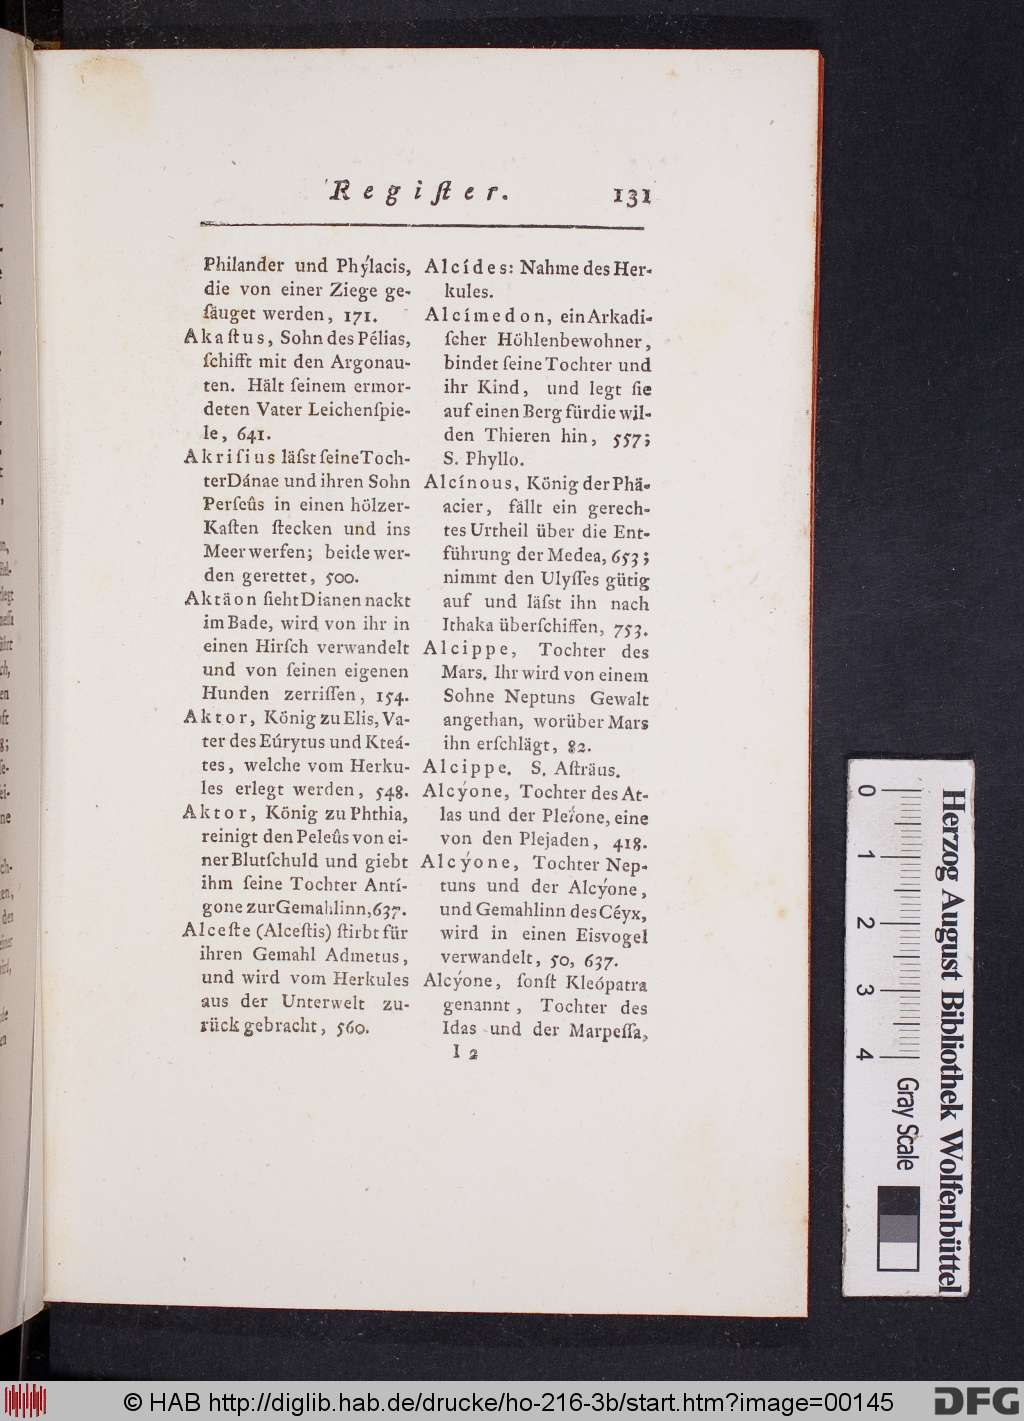 Regiſter. 131
Philander und Phýlacis,
die von einer Ziege ge-
ſäuget werden, 171.
Akaſtus, Sohn des Pélias,
ſchifft mit den Argonau-
ten. Hält ſeinem ermor-
deten Vater Leichenſpie-
le, 641.
Akriſius läſst ſeine Toch-
ter Dánae und ihren Sohn
Perſeûs in einen hölzer-
Kaſten ſtecken und ins
Meer werfen; beide wer-
den gerettet, 500.
Aktäon ſieht Dianen nackt
im Bade, wird von ihr in
einen Hirſch verwandelt
und von ſeinen eigenen
Hunden zerriſſen, 154.
Aktor, König zu Elis, Va-
ter des Eúrytus und Kteá-
tes, welche vom Herku-
les erlegt werden, 548.
Aktor, König zu Phthia,
reinigt den Peleûs von ei-
ner Blutſchuld und giebt
ihm ſeine Tochter Antí-
gone zur Gemahlinn, 637.
Alceſte (Alceſtis) ſtirbt für
ihren Gemahl Admetus,
und wird vom Herkules
aus der Unterwelt zu-
rück gebracht, 560.
Alcídes: Nahme des Her-
kules.
Alcímedon, ein Arkadi-
ſcher Höhlenbewohner,
bindet ſeine Tochter und
ihr Kind, und legt ſie
auf einen Berg für die wil-
den Thieren hin, 557;
S. Phyllo.
Alcínous, König der Phä-
acier, fällt ein gerech-
tes Urtheil über die Ent-
führung der Medea, 653;
nimmt den Ulyſſes gütig
auf und läſst ihn nach
Ithaka überſchiffen, 753.
Alcippe, Tochter des
Mars. Ihr wird von einem
Sohne Neptuns Gewalt
angethan, worüber Mars
ihn erſchlägt, 82.
Alcippe. S. Aſträus.
Alcýone, Tochter des At-
las und der Pleíone, eine
von den Plejaden, 418.
Alcýone, Tochter Nep-
tuns und der Alcýone,
und Gemahlinn des Céyx,
wird in einen Eisvogel
verwandelt, 50, 637.
Alcýone, ſonſt Kleópatra
genannt, Tochter des
Idas und der Marpeſſa,
I 2
0 1 2 3 4 Gray Scale
Herzog August Bibliothek Wolfenbüttel
© HAB http://diglib.hab.de/drucke/ho-216-3b/start.htm?image=00145
DFG